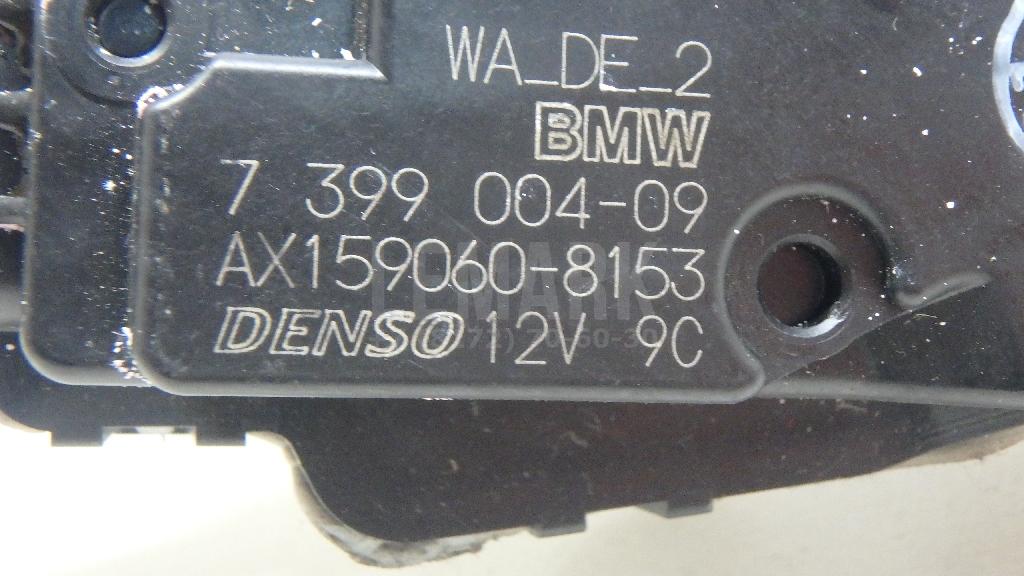 WA_DE_2
BMW
7 399 004-09
AX159060-8153
DENSO 12V 9C